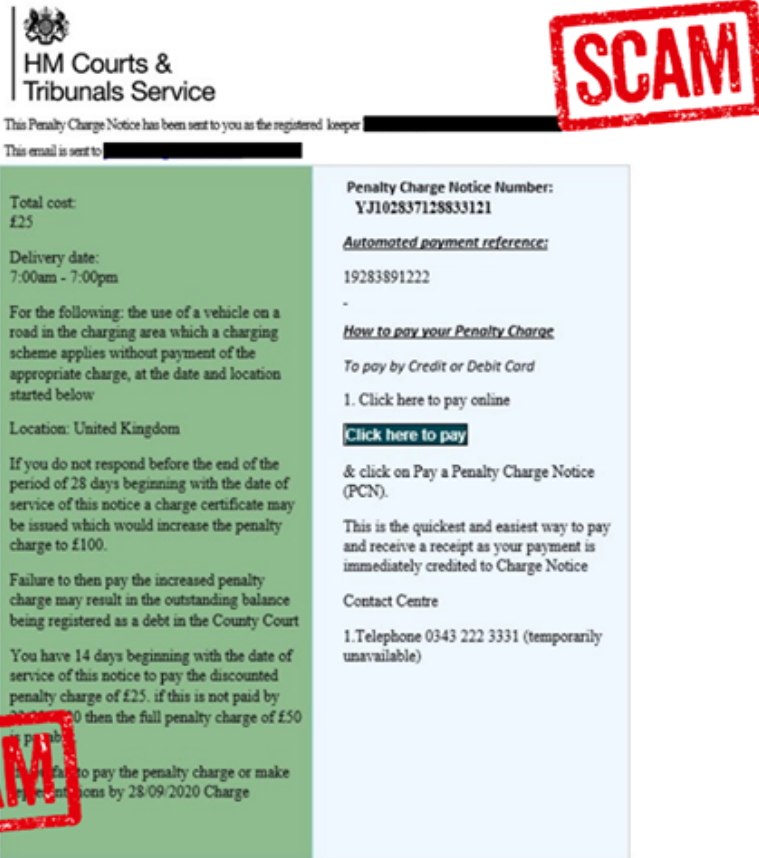 HM Courts &
Tribunals Service
SCAM
This Penalty Charge Notice has been sent to you as the registered keeper
This email is sent to
Total cost:
£25
Delivery date:
7:00am - 7:00pm
For the following: the use of a vehicle on a
road in the charging area which a charging
scheme applies without payment of the
appropriate charge, at the date and location
started below
Location: United Kingdom
If you do not respond before the end of the
period of 28 days beginning with the date of
service of this notice a charge certificate may
be issued which would increase the penalty
charge to £100.
Failure to then pay the increased penalty
charge may result in the outstanding balance
being registered as a debt in the County Court
You have 14 days beginning with the date of
service of this notice to pay the discounted
penalty charge of £25. if this is not paid by
then the full penalty charge of £50
to pay the penalty charge or make
by 28/09/2020 Charge
AM
Penalty Charge Notice Number:
YJ102837128833121
Automated payment reference:
19283891222
-
How to pay your Penalty Charge
To pay by Credit or Debit Card
1. Click here to pay online
Click here to pay
& click on Pay a Penalty Charge Notice
(PCN).
This is the quickest and easiest way to pay
and receive a receipt as your payment is
immediately credited to Charge Notice
Contact Centre
1.Telephone 0343 222 3331 (temporarily
unavailable)